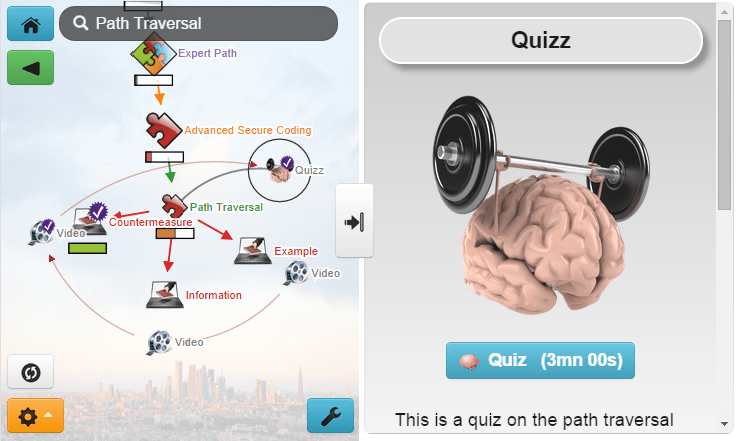 Path Traversal
Expert Path
Advanced Secure Coding
Quizz
Path Traversal
Countermeasure
Video
Example
Video
Information
Video
Quizz
Quiz (3mn 00s)
This is a quiz on the path traversal